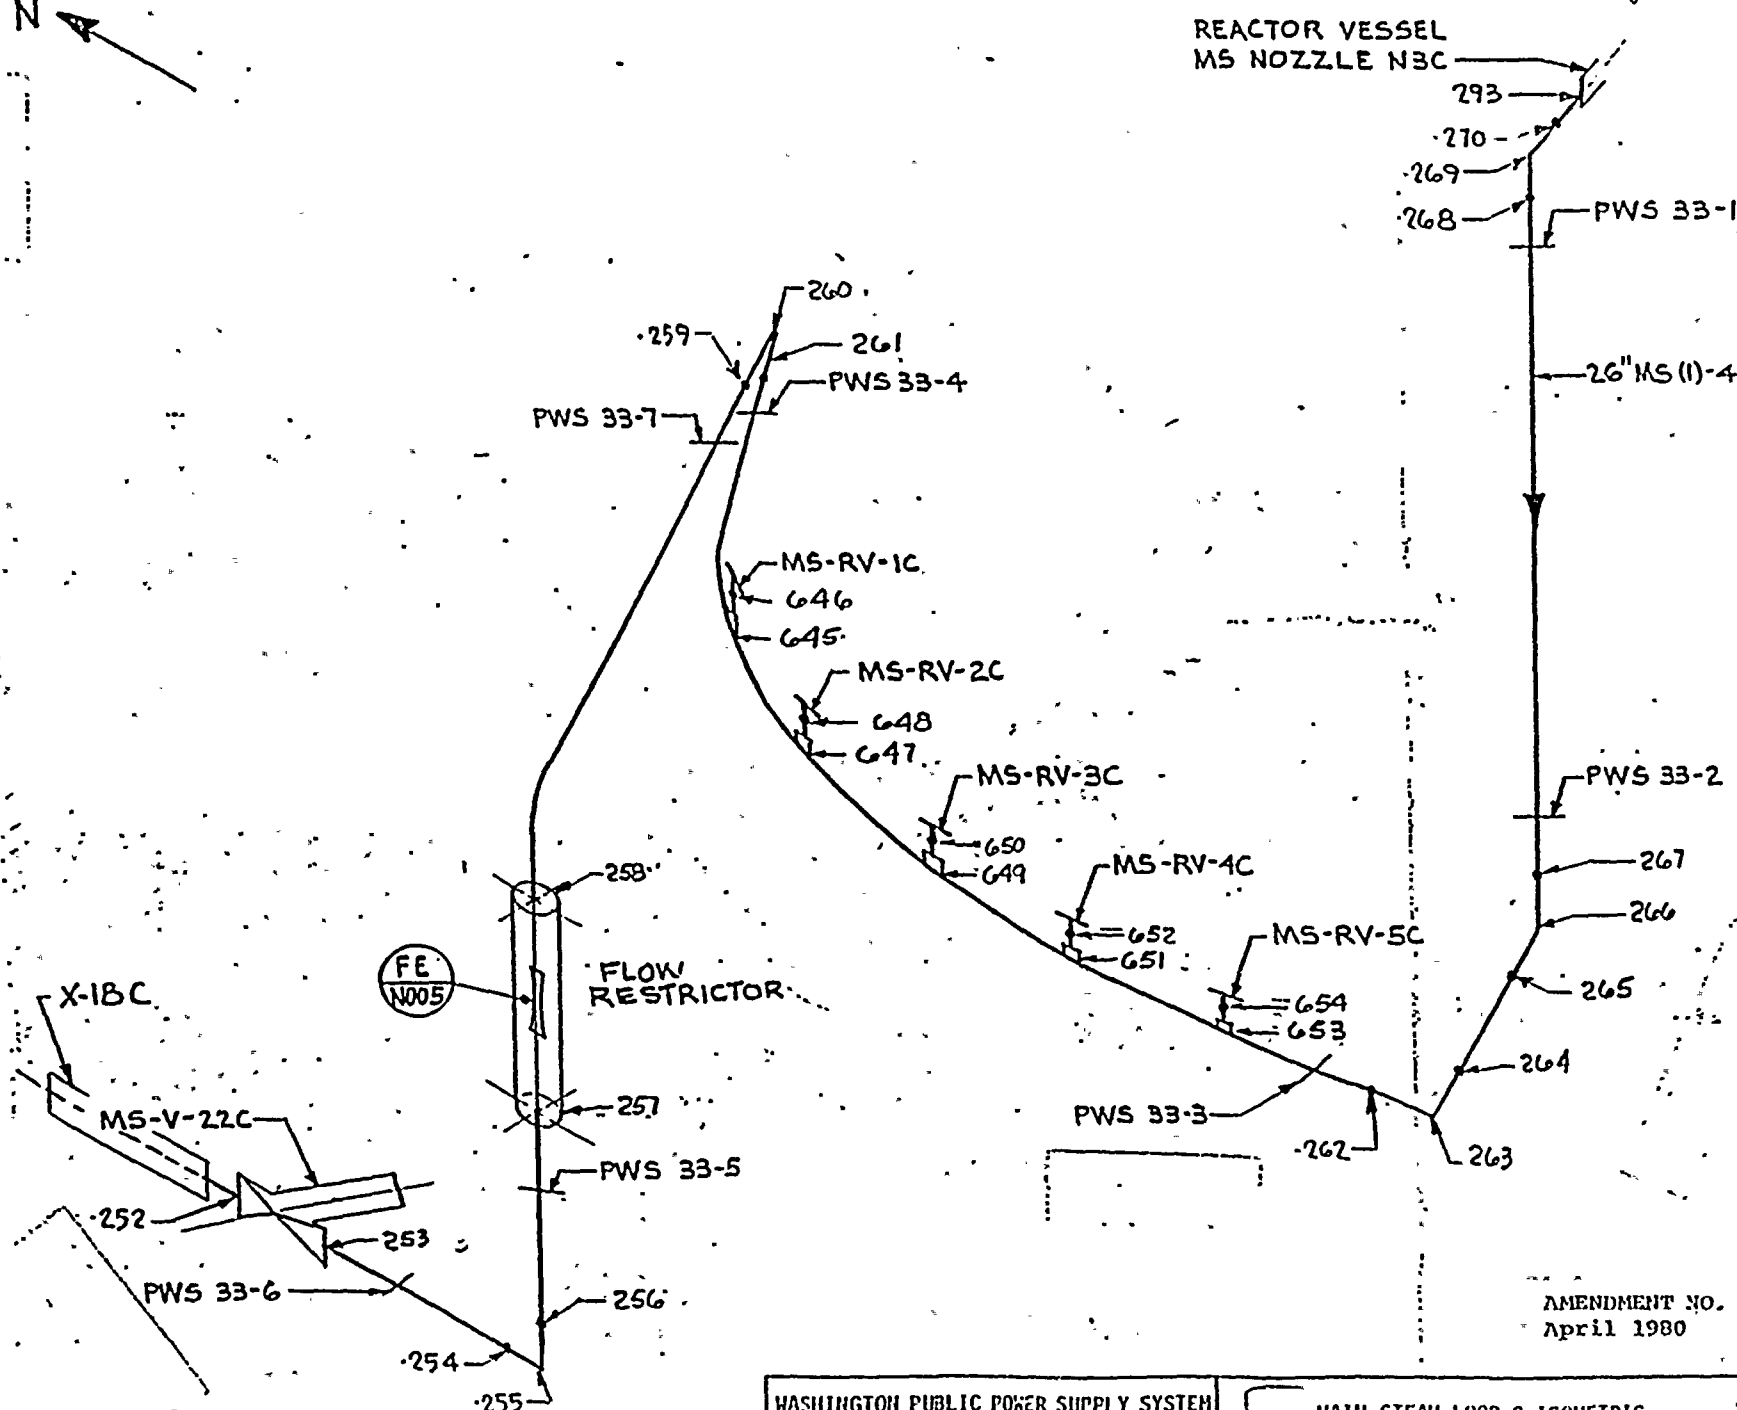 N
REACTOR VESSEL
MS NOZZLE N3C
293
270
269
268
PWS 33-1
260
259
261
PWS 33-4
26" MS (1)-4
PWS 33-7
MS-RV-1C
646
645
MS-RV-2C
648
647
MS-RV-3C
650
649
PWS 33-2
267
258
MS-RV-4C
652
651
266
MS-RV-5C
654
653
265
FE
N005
FLOW
RESTRICTOR
X-18C
264
257
MS-V-22C
PWS 33-3
262
263
PWS 33-5
252
253
PWS 33-6
256
254
255
AMENDMENT NO.
April 1980
WASHINGTON PUBLIC POWER SUPPLY SYSTEM
MAIN STEAM LOOP C ISOMETRIC